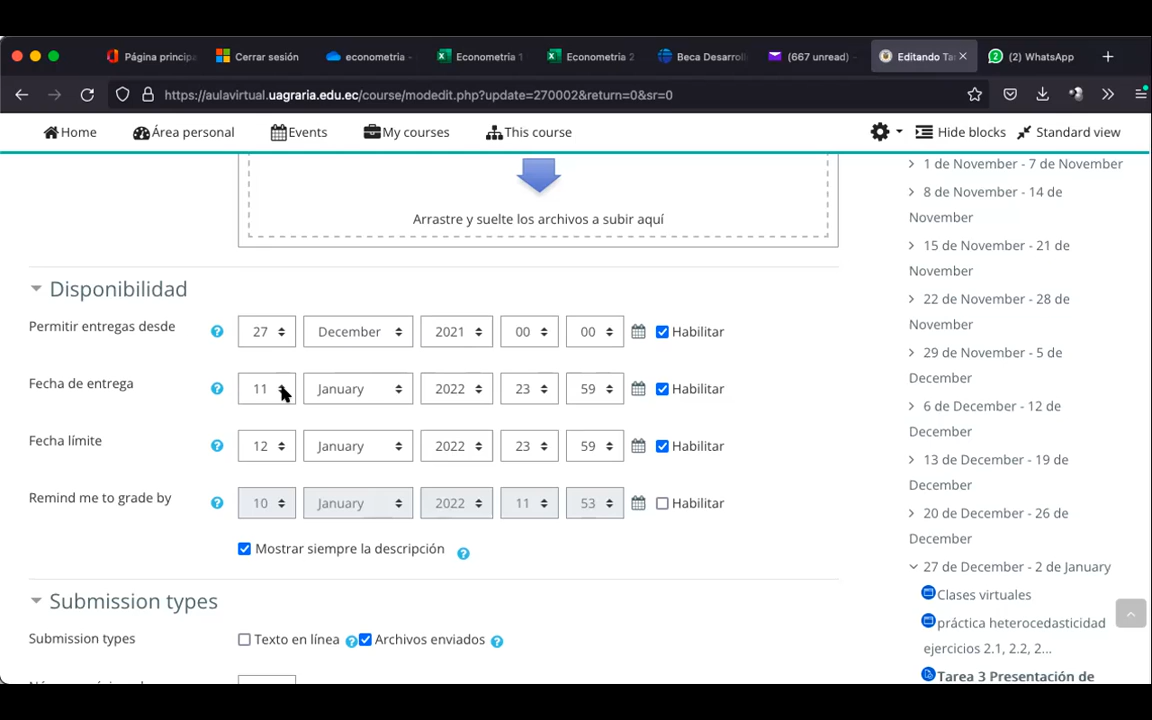 Página principa
Cerrar sesión
econometria -
Econometria 1
Econometria 2
Beca Desarroll
(667 unread)
Editando Ta
(2) WhatsApp
https://aulavirtual.uagraria.edu.ec/course/modedit.php?update=270002&return=0&sr=0
Home
Área personal
Events
My courses
This course
Hide blocks
Standard view
Arrastre y suelte los archivos a subir aquí
Disponibilidad
Permitir entregas desde ? 27 December 2021 00 00 Habilitar
Fecha de entrega ? 11 January 2022 23 59 Habilitar
Fecha límite ? 12 January 2022 23 59 Habilitar
Remind me to grade by ? 10 January 2022 11 53 Habilitar
Mostrar siempre la descripción ?
Submission types
Submission types Texto en línea ? Archivos enviados ?
1 de November - 7 de November
8 de November - 14 de
November
15 de November - 21 de
November
22 de November - 28 de
November
29 de November - 5 de
December
6 de December - 12 de
December
13 de December - 19 de
December
20 de December - 26 de
December
27 de December - 2 de January
Clases virtuales
práctica heterocedasticidad
ejercicios 2.1, 2.2, 2...
Tarea 3 Presentación de